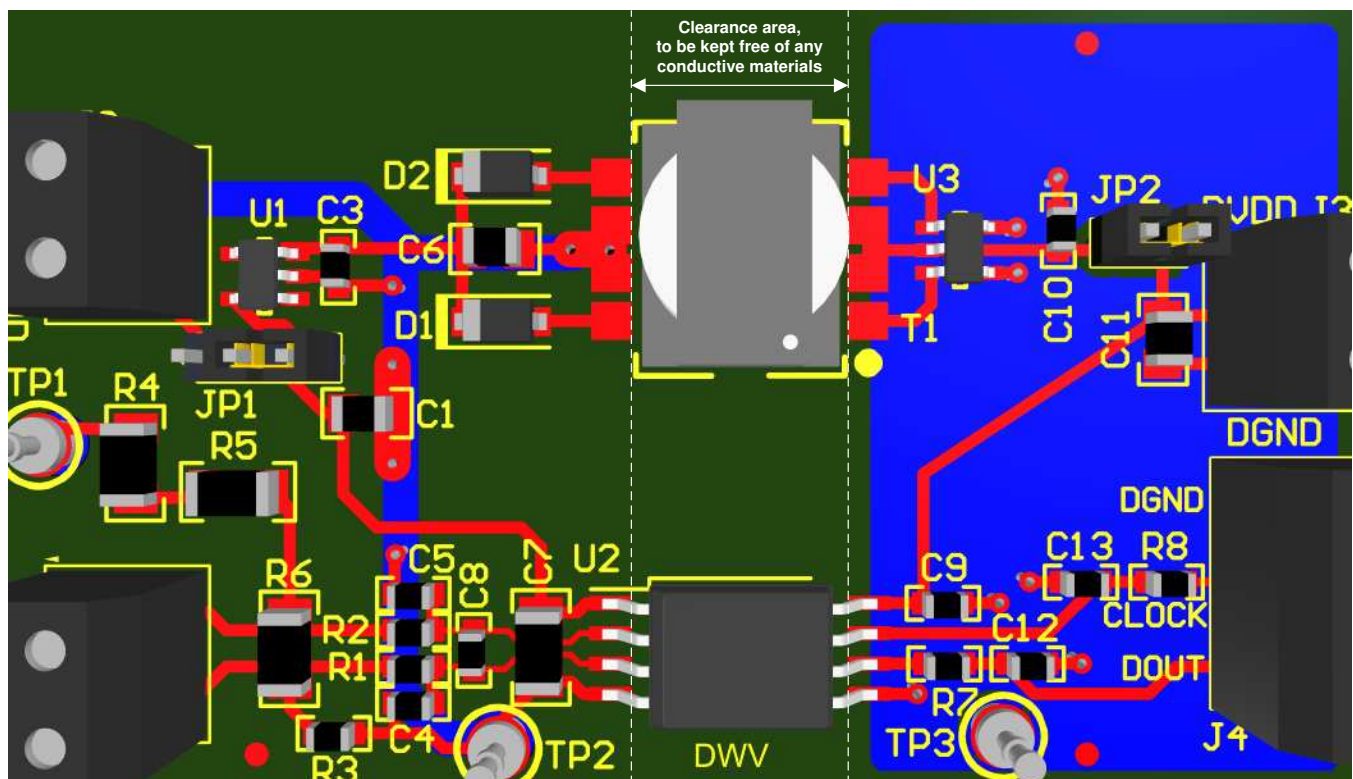 Clearance area,
to be kept free of any
conductive materials
D2
U3
JP2
U1
C3
C6
D1
T1
C10
C11
TP1
R4
JP1
C1
R5
DGND
DGND
C5
C8
C7
U2
R6
C9
C13
R8
CLOCK
R2
C12
R1
DOUT
R7
C4
TP2
DWV
TP3
J4
R3